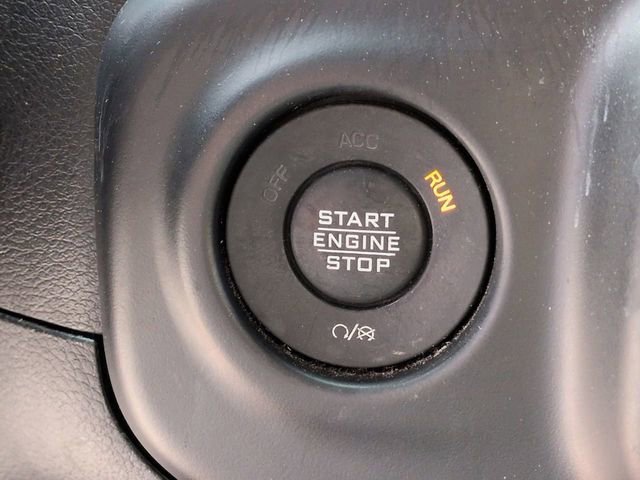 ACC
OFF
RUN
START
ENGINE
STOP